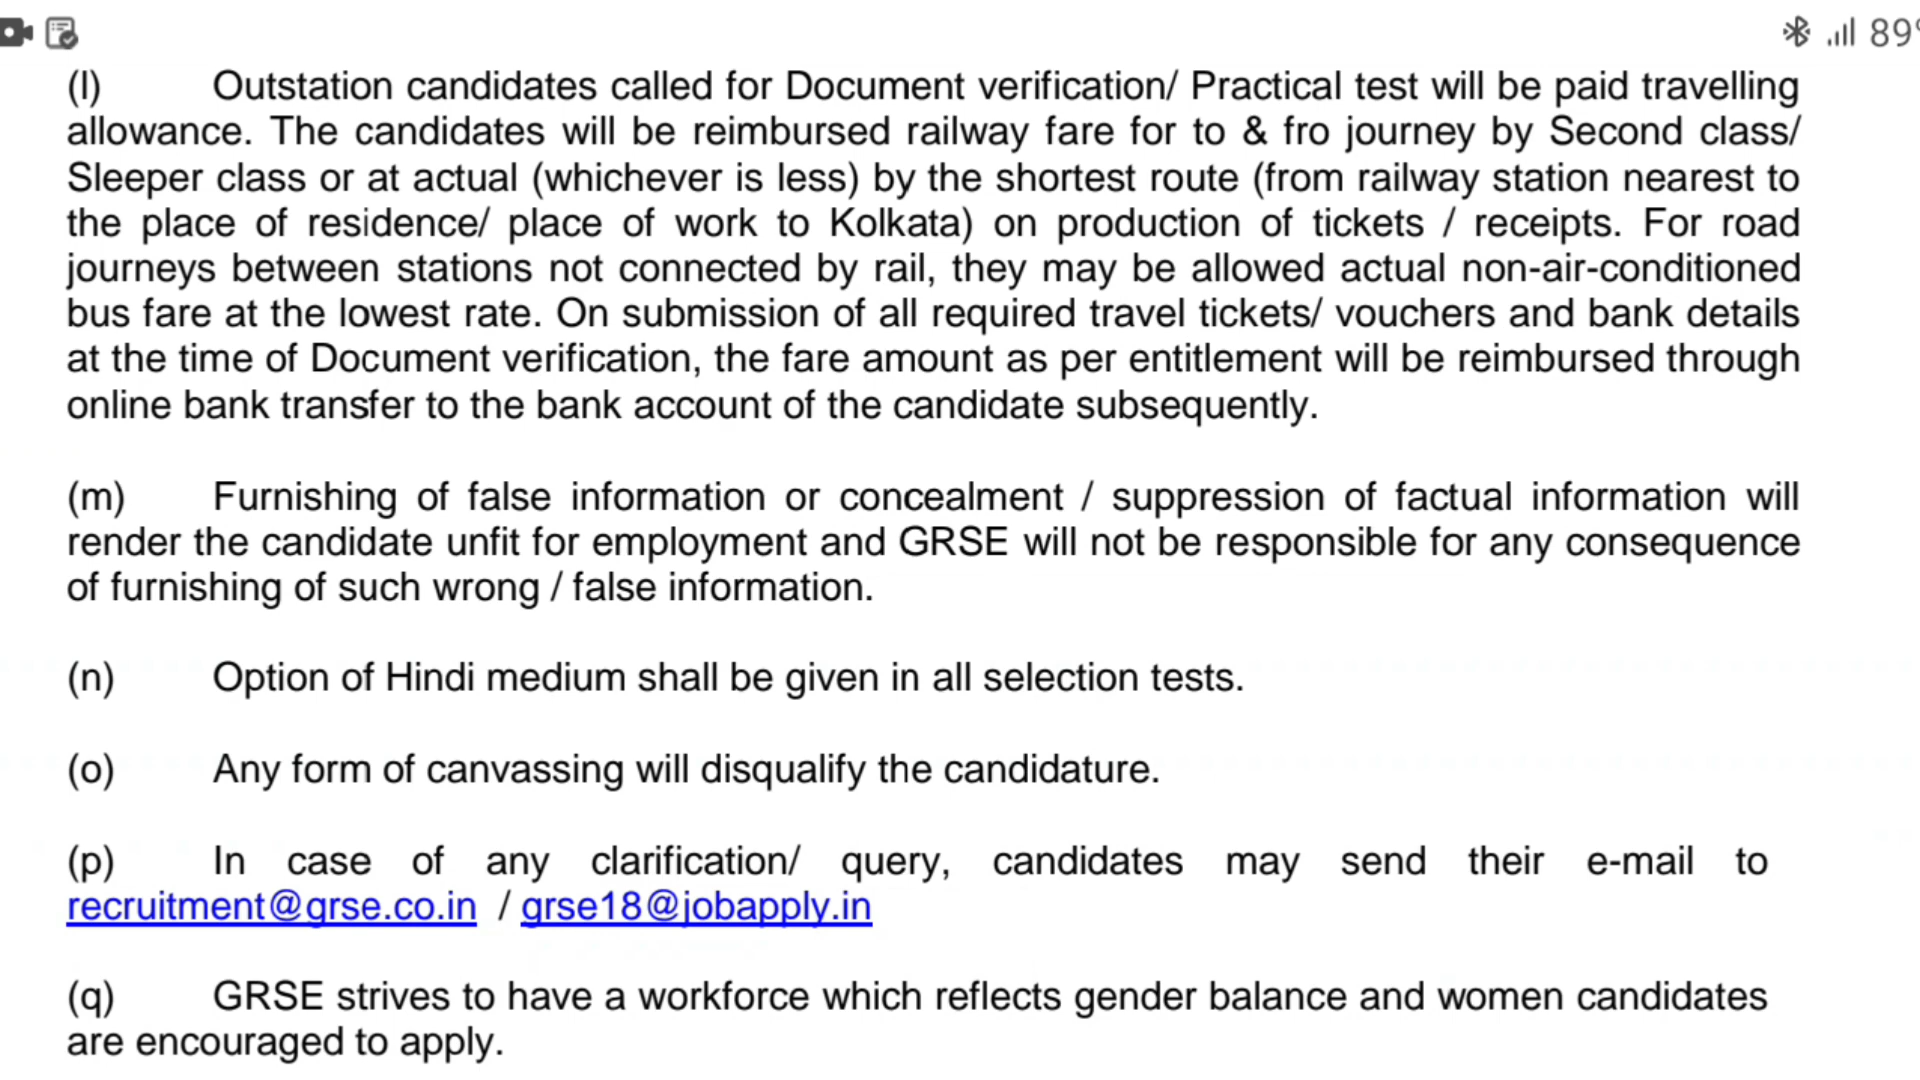 89
(l) Outstation candidates called for Document verification/ Practical test will be paid travelling
allowance. The candidates will be reimbursed railway fare for to & fro journey by Second class/
Sleeper class or at actual (whichever is less) by the shortest route (from railway station nearest to
the place of residence/ place of work to Kolkata) on production of tickets / receipts. For road
journeys between stations not connected by rail, they may be allowed actual non-air-conditioned
bus fare at the lowest rate. On submission of all required travel tickets/ vouchers and bank details
at the time of Document verification, the fare amount as per entitlement will be reimbursed through
online bank transfer to the bank account of the candidate subsequently.
(m) Furnishing of false information or concealment / suppression of factual information will
render the candidate unfit for employment and GRSE will not be responsible for any consequence
of furnishing of such wrong / false information.
(n) Option of Hindi medium shall be given in all selection tests.
(o) Any form of canvassing will disqualify the candidature.
(p) In case of any clarification/ query, candidates may send their e-mail to
recruitment@grse.co.in / grse18@jobapply.in
(q) GRSE strives to have a workforce which reflects gender balance and women candidates
are encouraged to apply.